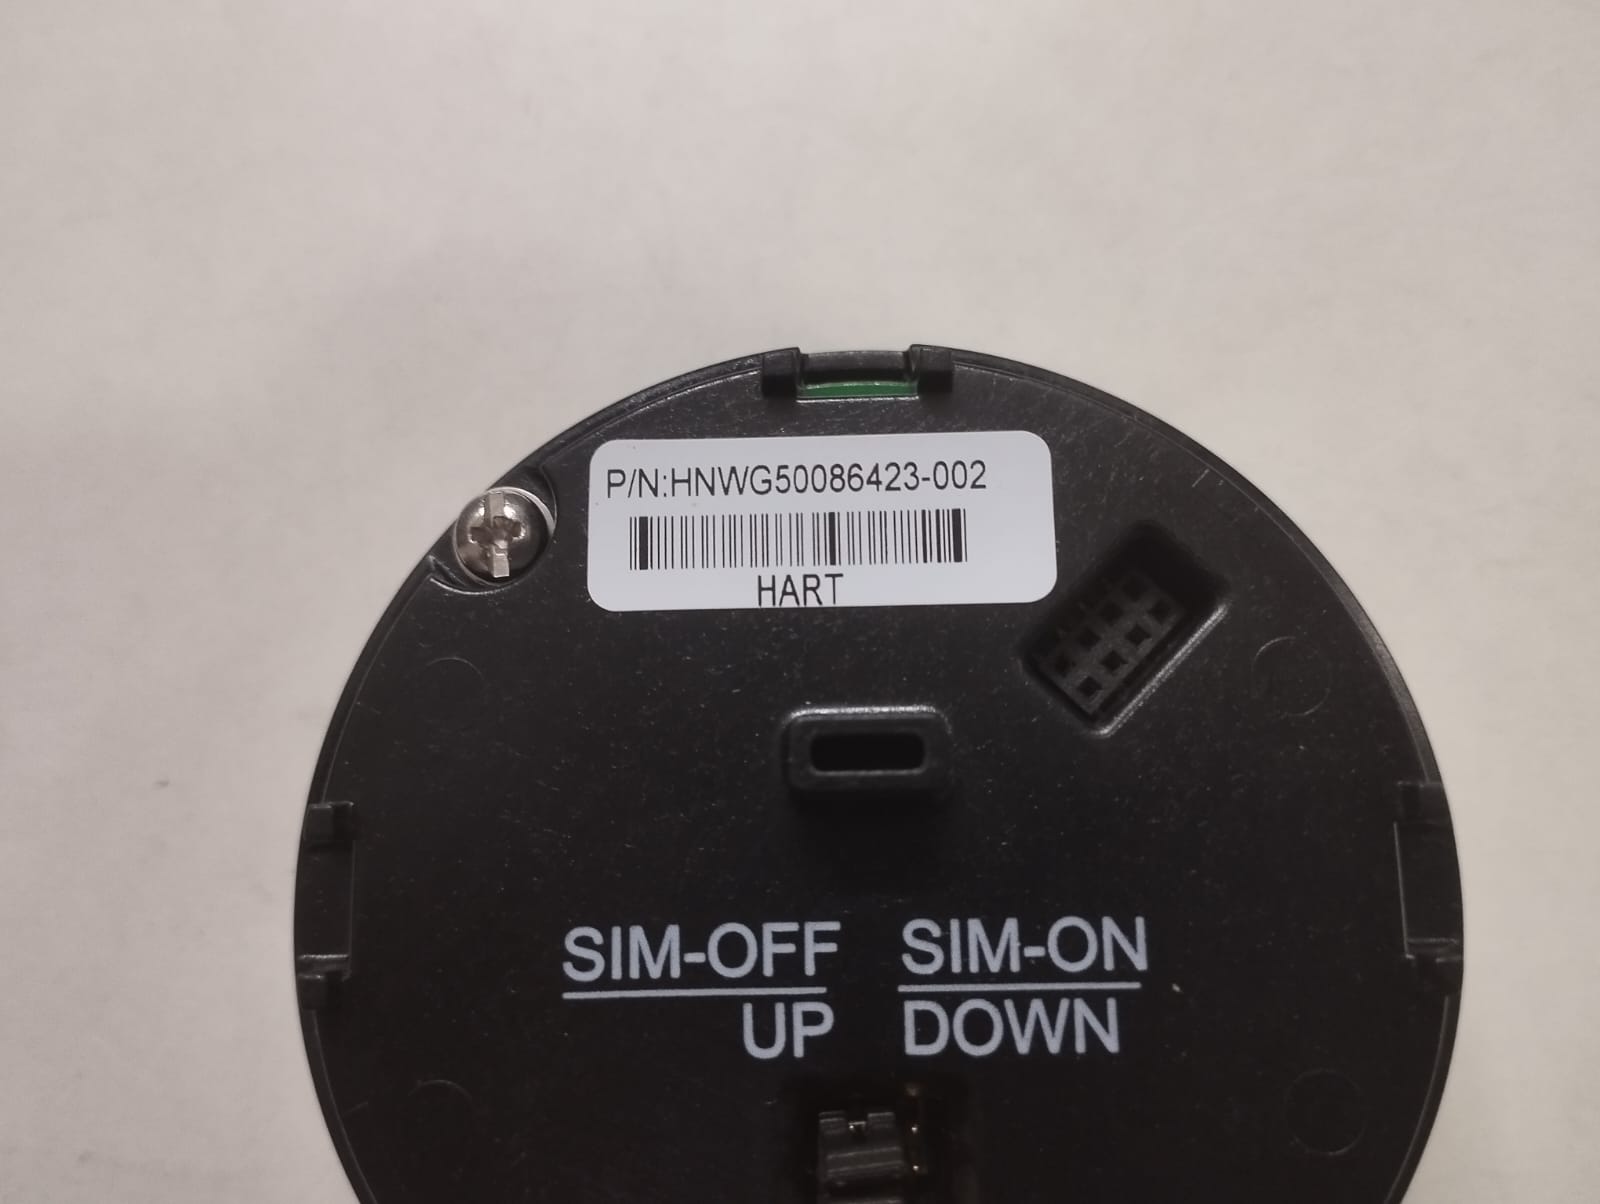 P/N:HNWG50086423-002
HART
SIM-OFF SIM-ON
UP DOWN